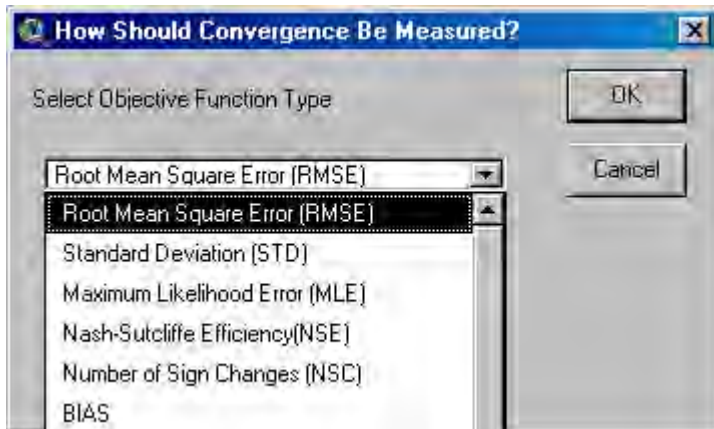 How Should Convergence Be Measured?
Select Objective Function Type
OK
Root Mean Square Error (RMSE)
Cancel
Root Mean Square Error (RMSE)
Standard Deviation (STD)
Maximum Likelihood Error (MLE)
Nash-Sutcliffe Efficiency(NSE)
Number of Sign Changes (NSC)
BIAS